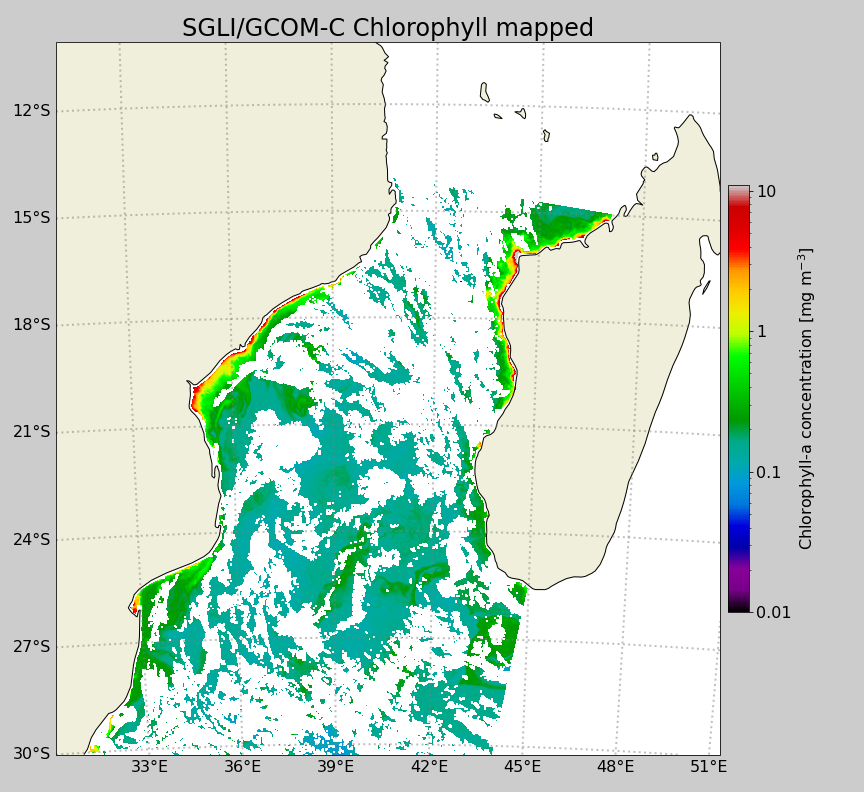 SGLI/GCOM-C Chlorophyll mapped
12°S
15°S
18°S
21°S
24°S
27°S
30°S
33°E 36°E 39°E 42°E 45°E 48°E 51°E
10
1
0.1
0.01
Chlorophyll-a concentration [mg m⁻³]